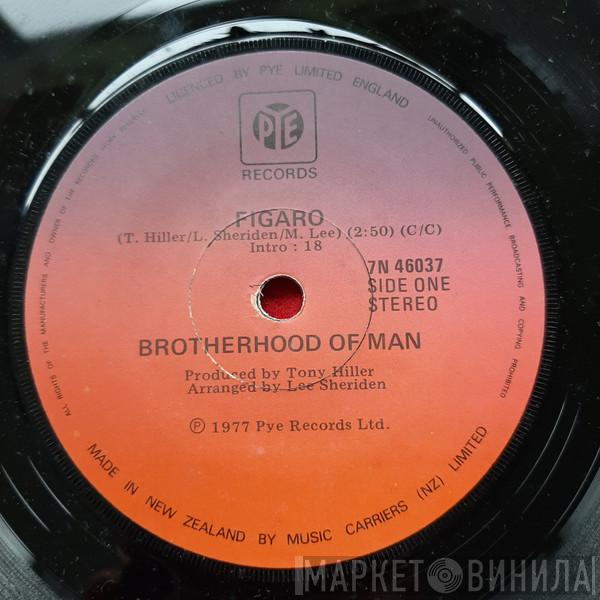 LICENCED BY PYE LIMITED ENGLAND
UNAUTHORIZED PUBLIC PERFORMANCE BROADCASTING AND COPYING PROHIBITED
ALL RIGHTS OF THE MANUFACTURERS AND OWNER OF THE RECORDED WORK RESERVED
PYE
RECORDS
FIGARO
(T. Hiller/L. Sheriden/M. Lee) (2:50) (C/C)
Intro : 18
7N 46037
SIDE ONE
STEREO
BROTHERHOOD OF MAN
Produced by Tony Hiller
Arranged by Lee Sheriden
Ⓟ 1977 Pye Records Ltd.
MADE IN NEW ZEALAND BY MUSIC CARRIERS (NZ) LIMITED
МАРКЕТ ВИНИЛА